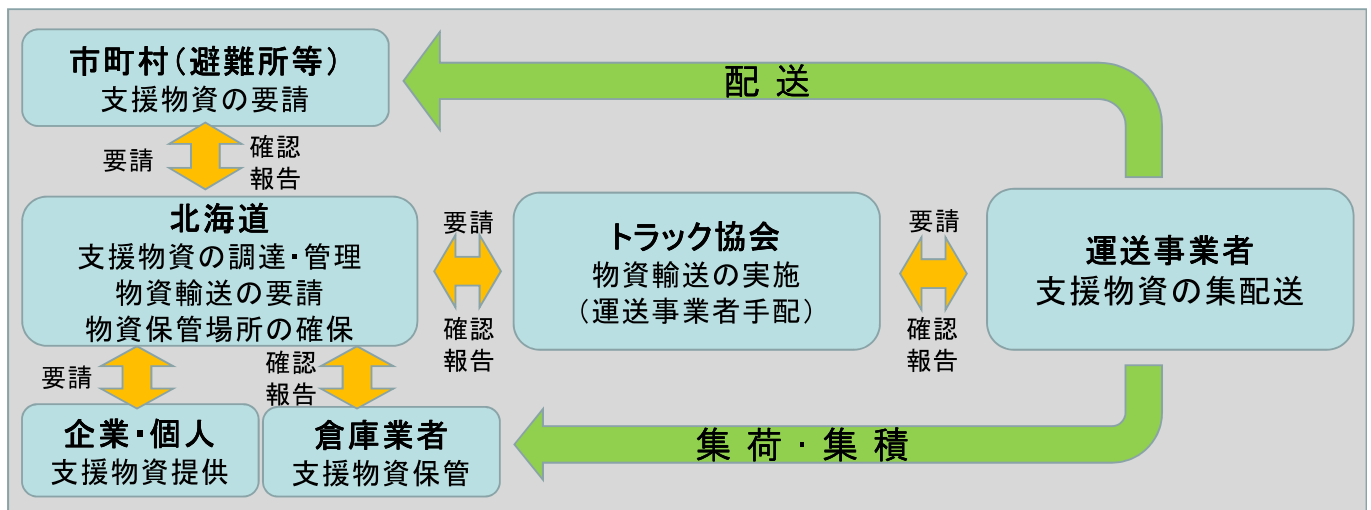 市町村（避難所等）
支援物資の要請
配 送
要請
確認
報告
北海道
支援物資の調達・管理
物資輸送の要請
物資保管場所の確保
要請
確認
報告
トラック協会
物資輸送の実施
（運送事業者手配）
要請
確認
報告
運送事業者
支援物資の集配送
要請
確認
報告
企業・個人
支援物資提供
倉庫業者
支援物資保管
集 荷 ・ 集 積